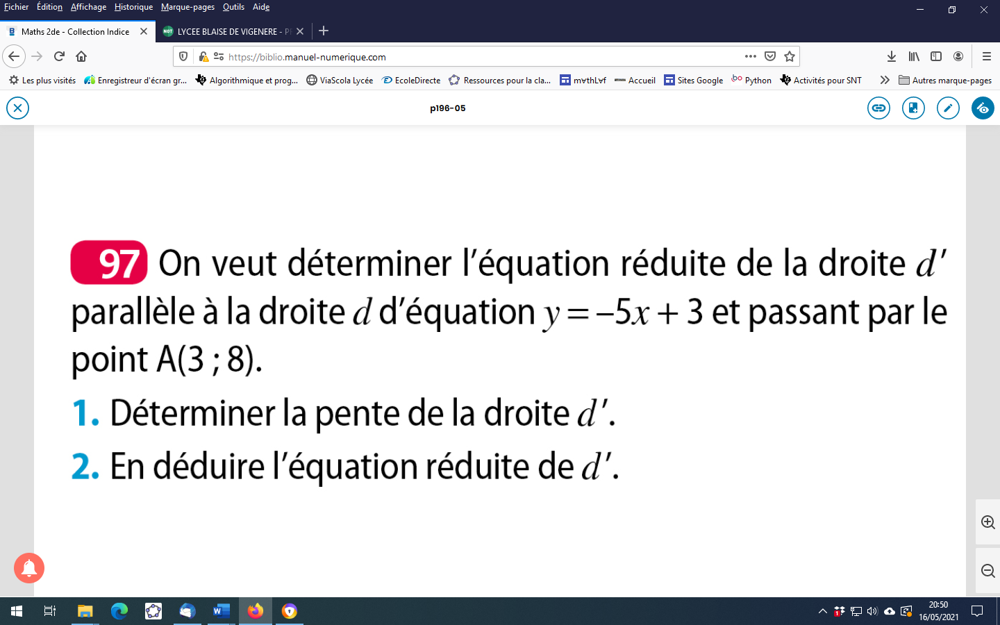 Fichier Édition Affichage Historique Marque-pages Outils Aide
Maths 2de - Collection Indice LYCEE BLAISE DE VIGENERE - P
https://biblio.manuel-numerique.com
Les plus visités Enregistreur d'écran gr... Algorithmique et prog... ViaScola Lycée EcoleDirecte Ressources pour la cla... m∀thL∀f Accueil Sites Google Python Activités pour SNT Autres marque-pages
p196-05
97 On veut déterminer l’équation réduite de la droite d′
parallèle à la droite d d’équation y = –5x + 3 et passant par le
point A(3 ; 8).
1. Déterminer la pente de la droite d′.
2. En déduire l’équation réduite de d′.
20:50
16/05/2021